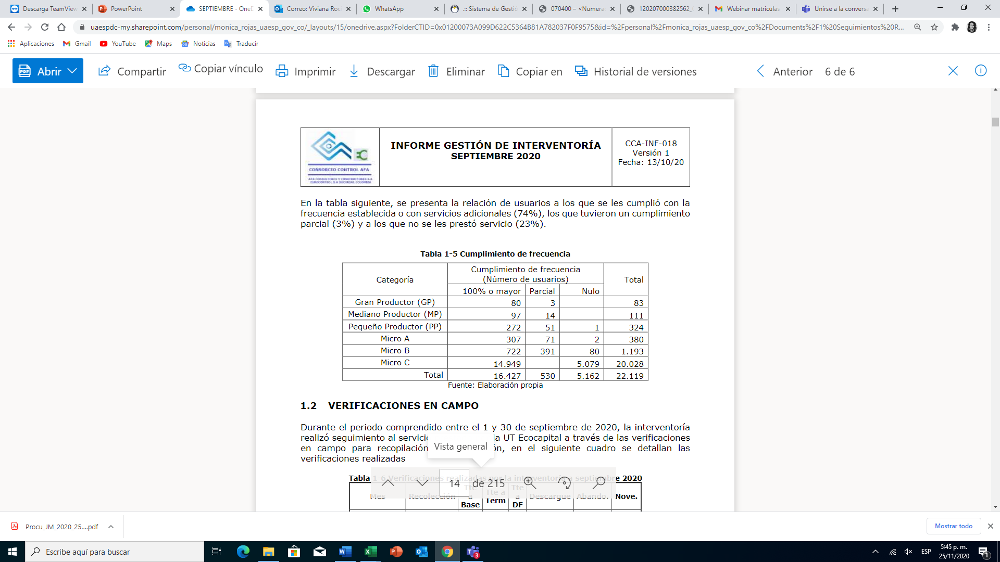 Descarga TeamView
PowerPoint
SEPTIEMBRE - OneD
Correo: Viviana Roci
WhatsApp
.:: Sistema de Gestió
070400 – <Numera
120207000382562_
Webinar matriculas
Unirse a la conversa
uaespdc-my.sharepoint.com/personal/monica_rojas_uaesp_gov_co/_layouts/15/onedrive.aspx?FolderCTID=0x01200073A099D622C5364B81A782037F0F9575&id=%2Fpersonal%2Fmonica_rojas_uaesp_gov_co%2FDocuments%2F1%20Seguimientos%20R...
Aplicaciones
Gmail
YouTube
Maps
Noticias
Traducir
Abrir
Compartir
Copiar vínculo
Imprimir
Descargar
Eliminar
Copiar en
Historial de versiones
Anterior
6 de 6
CONSORCIO CONTROL AFA
AFA CONSULTORES Y CONSTRUCTORES S.A
EUROCONTROL S.A SUCURSAL COLOMBIA
INFORME GESTIÓN DE INTERVENTORÍA
SEPTIEMBRE 2020
CCA-INF-018
Versión 1
Fecha: 13/10/20
En la tabla siguiente, se presenta la relación de usuarios a los que se les cumplió con la
frecuencia establecida o con servicios adicionales (74%), los que tuvieron un cumplimiento
parcial (3%) y a los que no se les prestó servicio (23%).
Tabla 1-5 Cumplimiento de frecuencia
Categoría
Cumplimiento de frecuencia
(Número de usuarios)
Total
100% o mayor Parcial Nulo
Gran Productor (GP) 80 3 83
Mediano Productor (MP) 97 14 111
Pequeño Productor (PP) 272 51 1 324
Micro A 307 71 2 380
Micro B 722 391 80 1.193
Micro C 14.949 5.079 20.028
Total 16.427 530 5.162 22.119
Fuente: Elaboración propia
1.2 VERIFICACIONES EN CAMPO
Durante el periodo comprendido entre el 1 y 30 de septiembre de 2020, la interventoría
realizó seguimiento al servicio la UT Ecocapital a través de las verificaciones
en campo para recopilación ón, en el siguiente cuadro se detallan las
verificaciones realizadas
Vista general
Tabla 1-6 Verificaciones realizadas por la interventoría a septiembre 2020
Mes Recolección Tte a Base Tte a Term Tte a DF Descargue Abando. Nove.
14 de 215
Procu_JM_2020_25....pdf
Mostrar todo
Escribe aquí para buscar
3
ESP
5:45 p. m.
25/11/2020
1